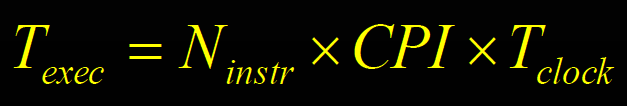 T_exec = N_instr × CPI × T_clock